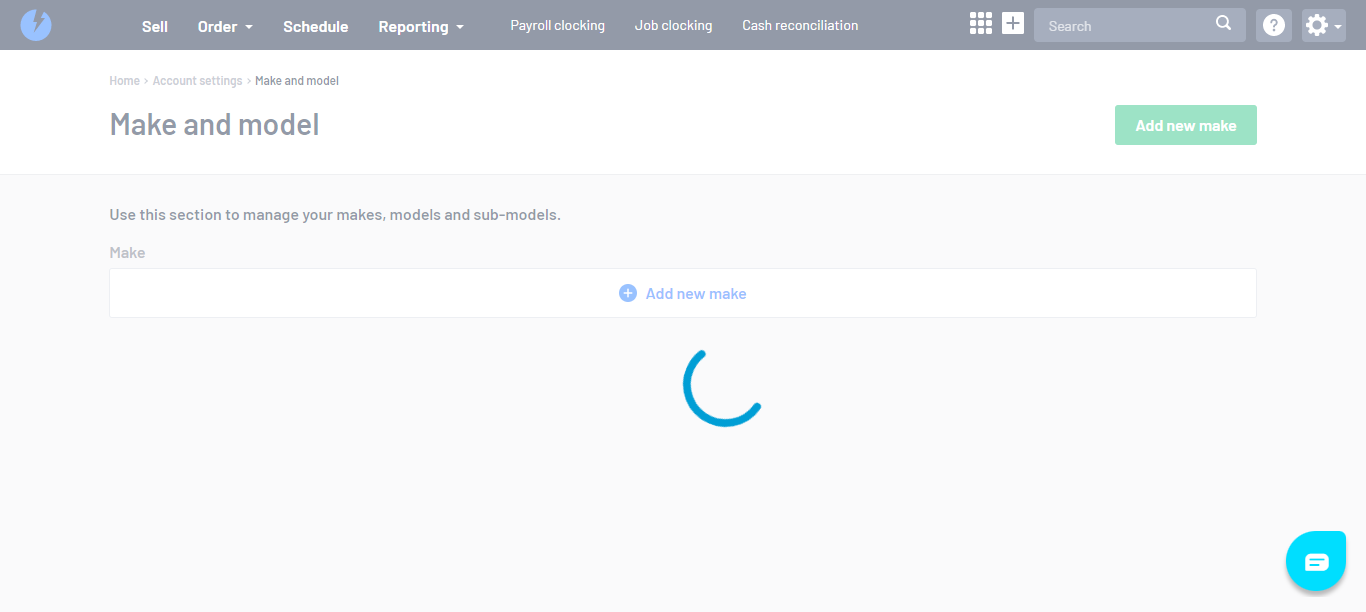 Sell Order Schedule Reporting Payroll clocking Job clocking Cash reconciliation Search
Home › Account settings › Make and model
Make and model
Add new make
Use this section to manage your makes, models and sub-models.
Make
Add new make